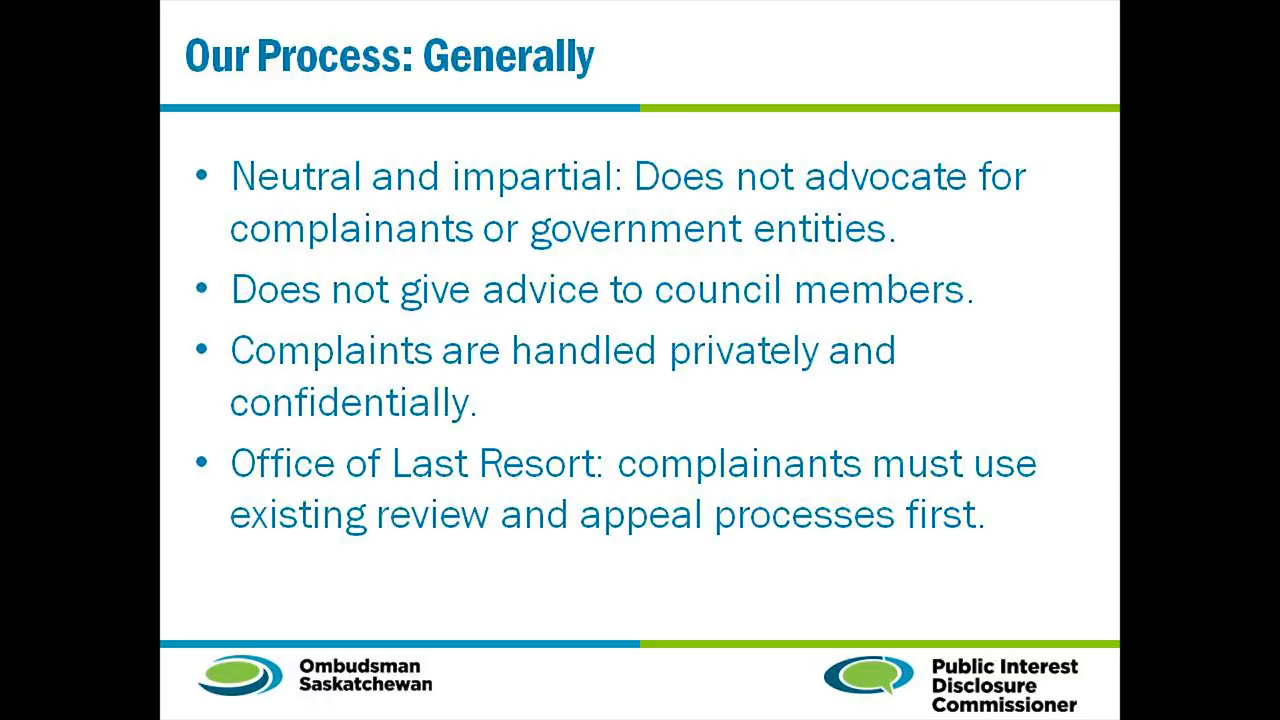 Our Process: Generally
• Neutral and impartial: Does not advocate for
complainants or government entities.
• Does not give advice to council members.
• Complaints are handled privately and
confidentially.
• Office of Last Resort: complainants must use
existing review and appeal processes first.
Ombudsman
Saskatchewan
Public Interest
Disclosure
Commissioner